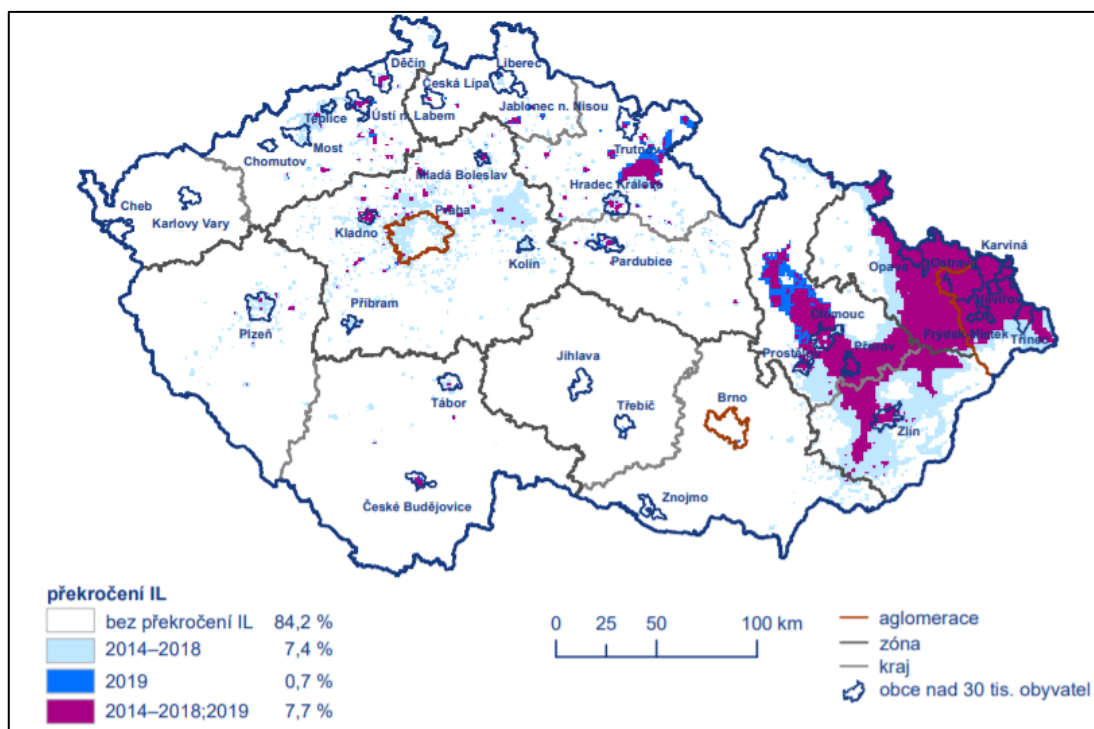 Děčín
Liberec
Česká Lípa
Teplice
Ústí n. Labem
Jablonec n. Nisou
Most
Chomutov
Trutnov
Mladá Boleslav
Hradec Králové
Cheb
Karlovy Vary
Praha
Kladno
Kolín
Pardubice
Karviná
Opava
Ostrava
Havířov
Příbram
Plzeň
Olomouc
Frýdek-Místek
Třinec
Jihlava
Prostějov
Přerov
Tábor
Třebíč
Brno
Zlín
České Budějovice
Znojmo
překročení IL
bez překročení IL 84,2 %
2014–2018 7,4 %
2019 0,7 %
2014–2018;2019 7,7 %
0 25 50 100 km
aglomerace
zóna
kraj
obce nad 30 tis. obyvatel